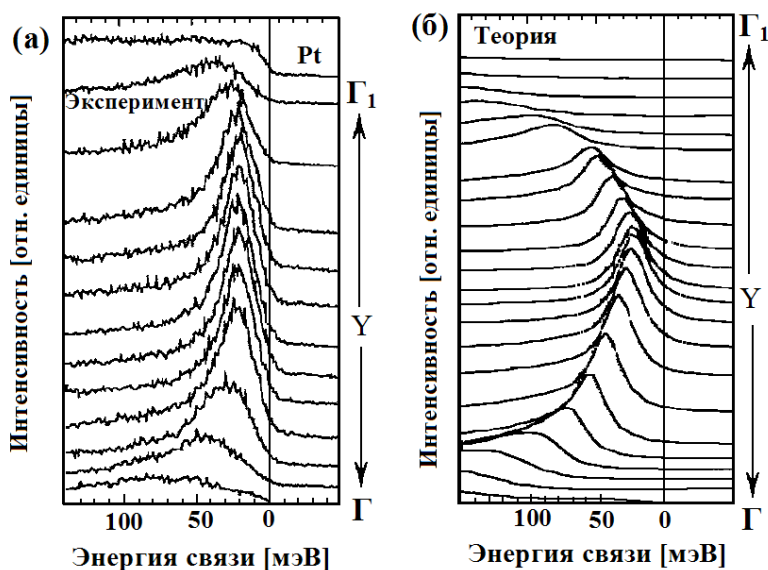 (а)
Pt
Эксперимент
Γ₁
Y
Γ
Интенсивность [отн. единицы]
100 50 0
Энергия связи [мэВ]
(б)
Теория
Γ₁
Y
Γ
Интенсивность [отн. единицы]
100 50 0
Энергия связи [мэВ]